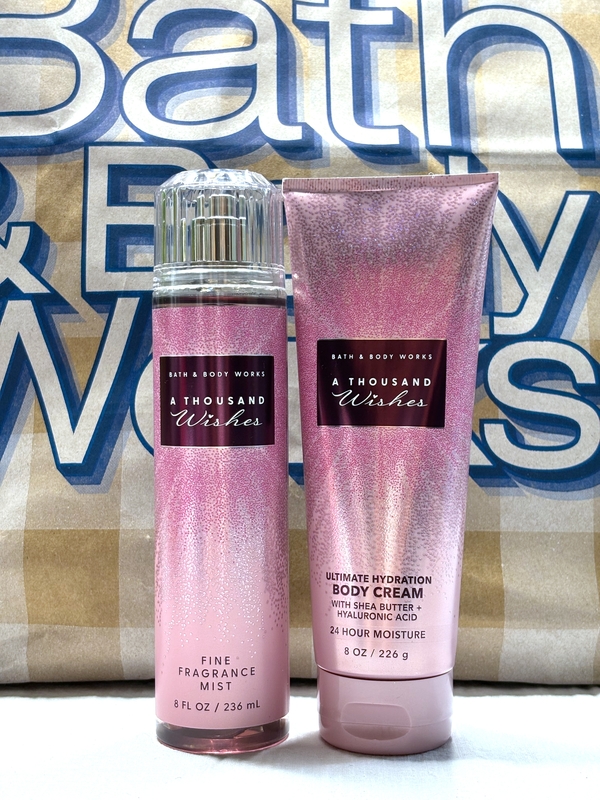 Bath
& Body
Works
BATH & BODY WORKS
A THOUSAND
Wishes
FINE
FRAGRANCE
MIST
8 FL OZ / 236 mL
BATH & BODY WORKS
A THOUSAND
Wishes
ULTIMATE HYDRATION
BODY CREAM
WITH SHEA BUTTER +
HYALURONIC ACID
24 HOUR MOISTURE
8 OZ / 226 g